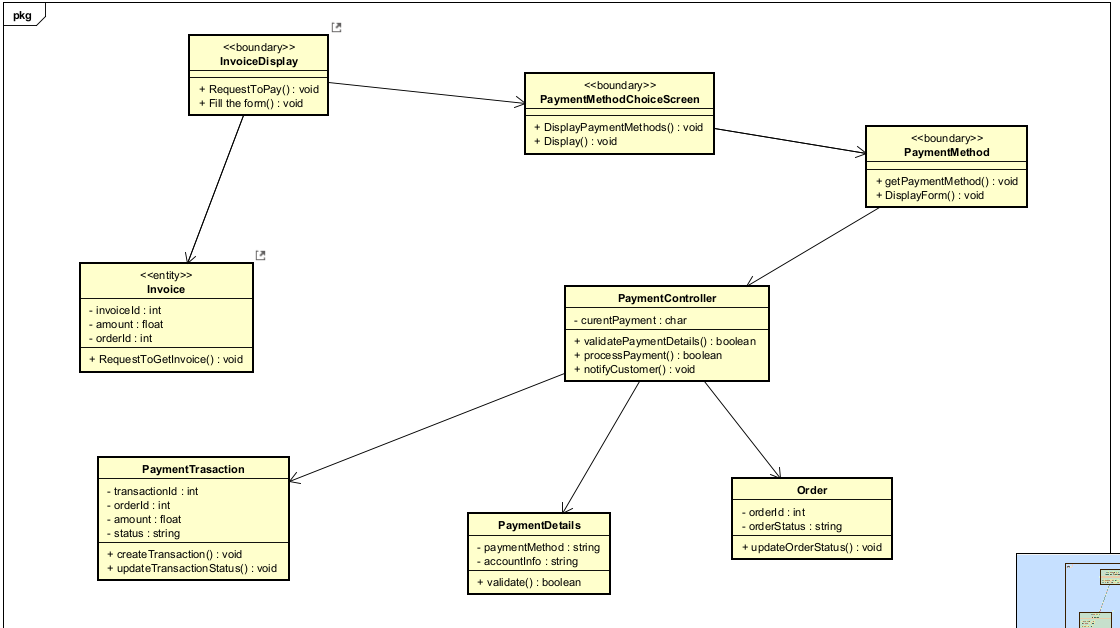 pkg
<<boundary>>
InvoiceDisplay
+ RequestToPay() : void
+ Fill the form() : void
<<boundary>>
PaymentMethodChoiceScreen
+ DisplayPaymentMethods() : void
+ Display() : void
<<boundary>>
PaymentMethod
+ getPaymentMethod() : void
+ DisplayForm() : void
<<entity>>
Invoice
- invoiceId : int
- amount : float
- orderId : int
+ RequestToGetInvoice() : void
PaymentController
- curentPayment : char
+ validatePaymentDetails() : boolean
+ processPayment() : boolean
+ notifyCustomer() : void
PaymentTrasaction
- transactionId : int
- orderId : int
- amount : float
- status : string
+ createTransaction() : void
+ updateTransactionStatus() : void
PaymentDetails
- paymentMethod : string
- accountInfo : string
+ validate() : boolean
Order
- orderId : int
- orderStatus : string
+ updateOrderStatus() : void